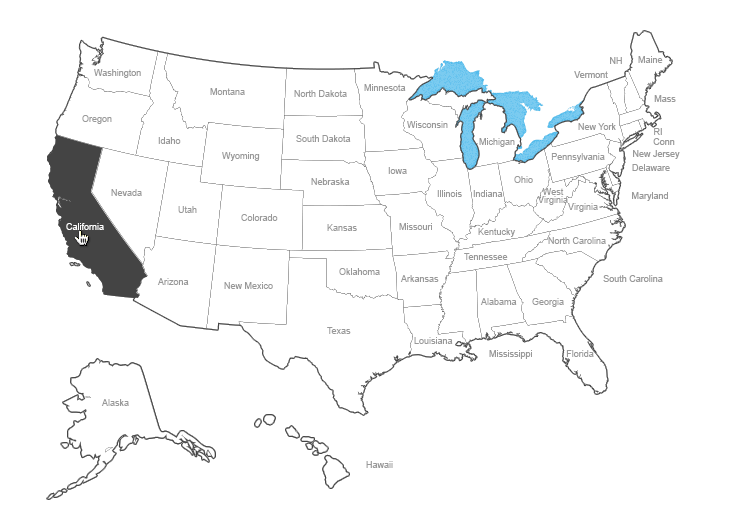 NH
Maine
Vermont
Washington
Montana
North Dakota
Minnesota
Mass
Oregon
Wisconsin
New York
RI
Idaho
South Dakota
Michigan
Conn
Wyoming
Pennsylvania
New Jersey
Iowa
Delaware
Nevada
Nebraska
Illinois
Indiana
Ohio
West
Virginia
Maryland
Utah
Colorado
Virginia
California
Kansas
Missouri
Kentucky
North Carolina
Tennessee
Arizona
New Mexico
Oklahoma
Arkansas
South Carolina
Alabama
Georgia
Texas
Louisiana
Mississippi
Florida
Alaska
Hawaii